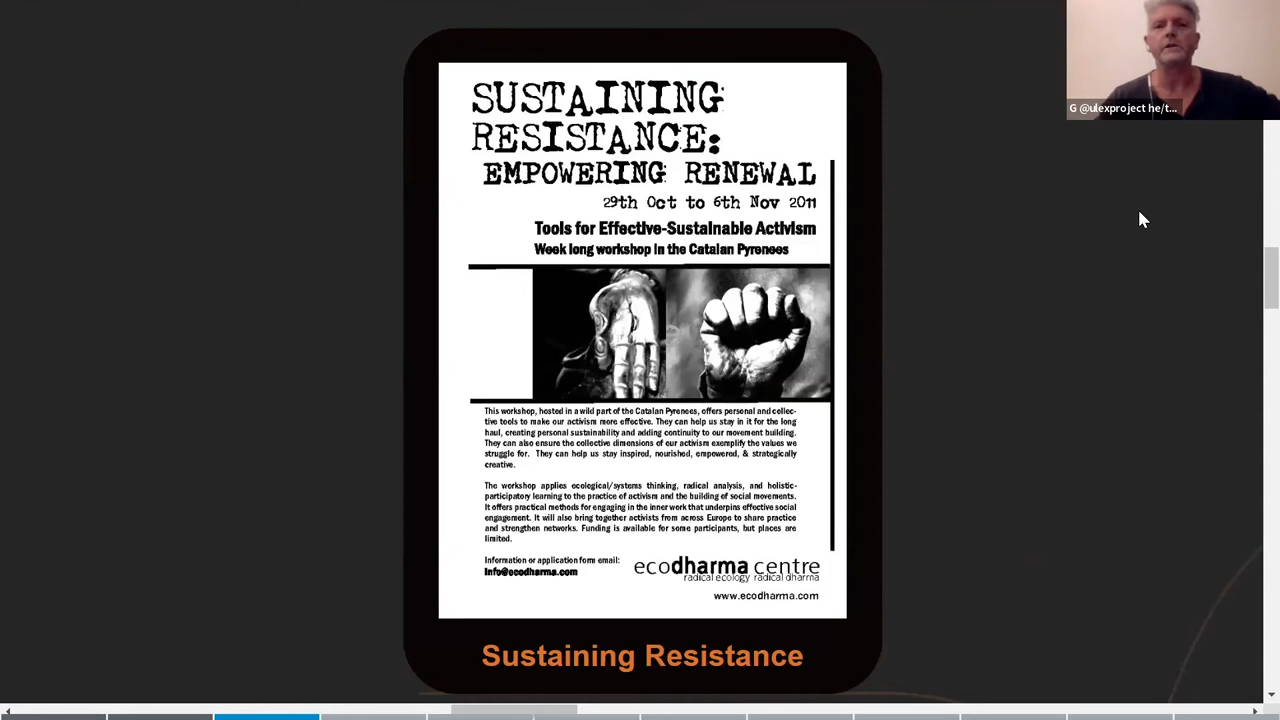 SUSTAINING
RESISTANCE:
EMPOWERING RENEWAL
29th Oct to 6th Nov 2011
Tools for Effective-Sustainable Activism
Week long workshop in the Catalan Pyrenees
This workshop, hosted in a wild part of the Catalan Pyrenees, offers personal and collec-
tive tools to make our activism more effective. They can help us stay in it for the long
haul, creating personal sustainability and adding continuity to our movement building.
They can also ensure the collective dimensions of our activism exemplify the values we
struggle for. They can help us stay inspired, nourished, empowered, & strategically
creative.
The workshop applies ecological/systems thinking, radical analysis, and holistic-
participatory learning to the practice of activism and the building of social movements.
It offers practical methods for engaging in the inner work that underpins effective social
engagement. It will also bring together activists from across Europe to share practice
and strengthen networks. Funding is available for some participants, but places are
limited.
Information or application form email:
info@ecodharma.com
ecodharma centre
radical ecology radical dharma
www.ecodharma.com
Sustaining Resistance
G @ulexproject he/t...